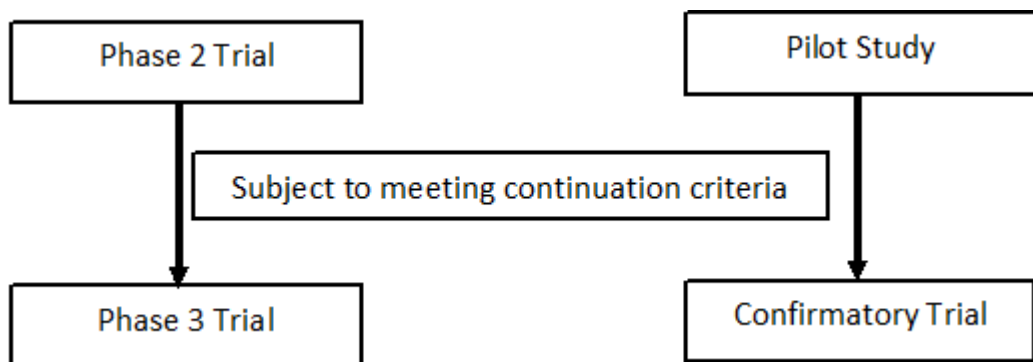 Phase 2 Trial
Pilot Study
Subject to meeting continuation criteria
Phase 3 Trial
Confirmatory Trial